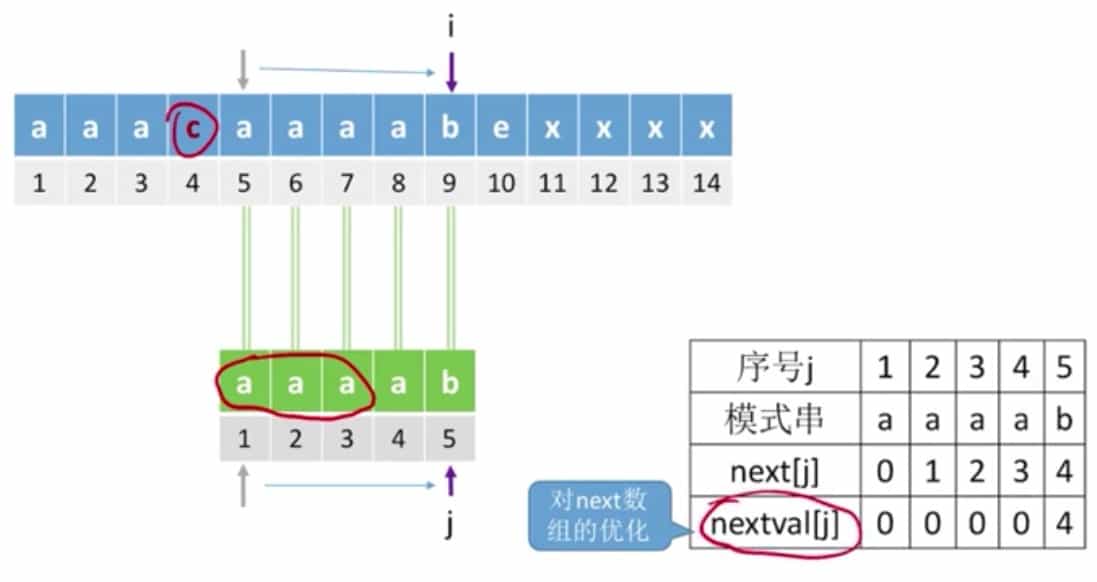 i
a a a c a a a a b e x x x x
1 2 3 4 5 6 7 8 9 10 11 12 13 14
a a a a b
1 2 3 4 5
j
对next数
组的优化
序号j 1 2 3 4 5
模式串 a a a a b
next[j] 0 1 2 3 4
nextval[j] 0 0 0 0 4